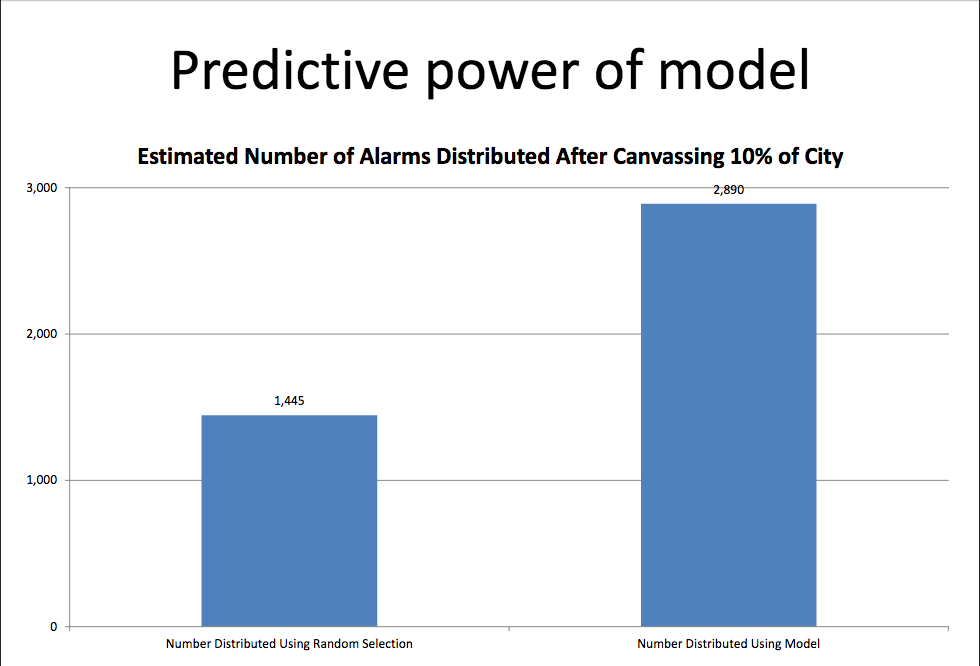 Predictive power of model
Estimated Number of Alarms Distributed After Canvassing 10% of City
3,000
2,890
2,000
1,445
1,000
0
Number Distributed Using Random Selection
Number Distributed Using Model